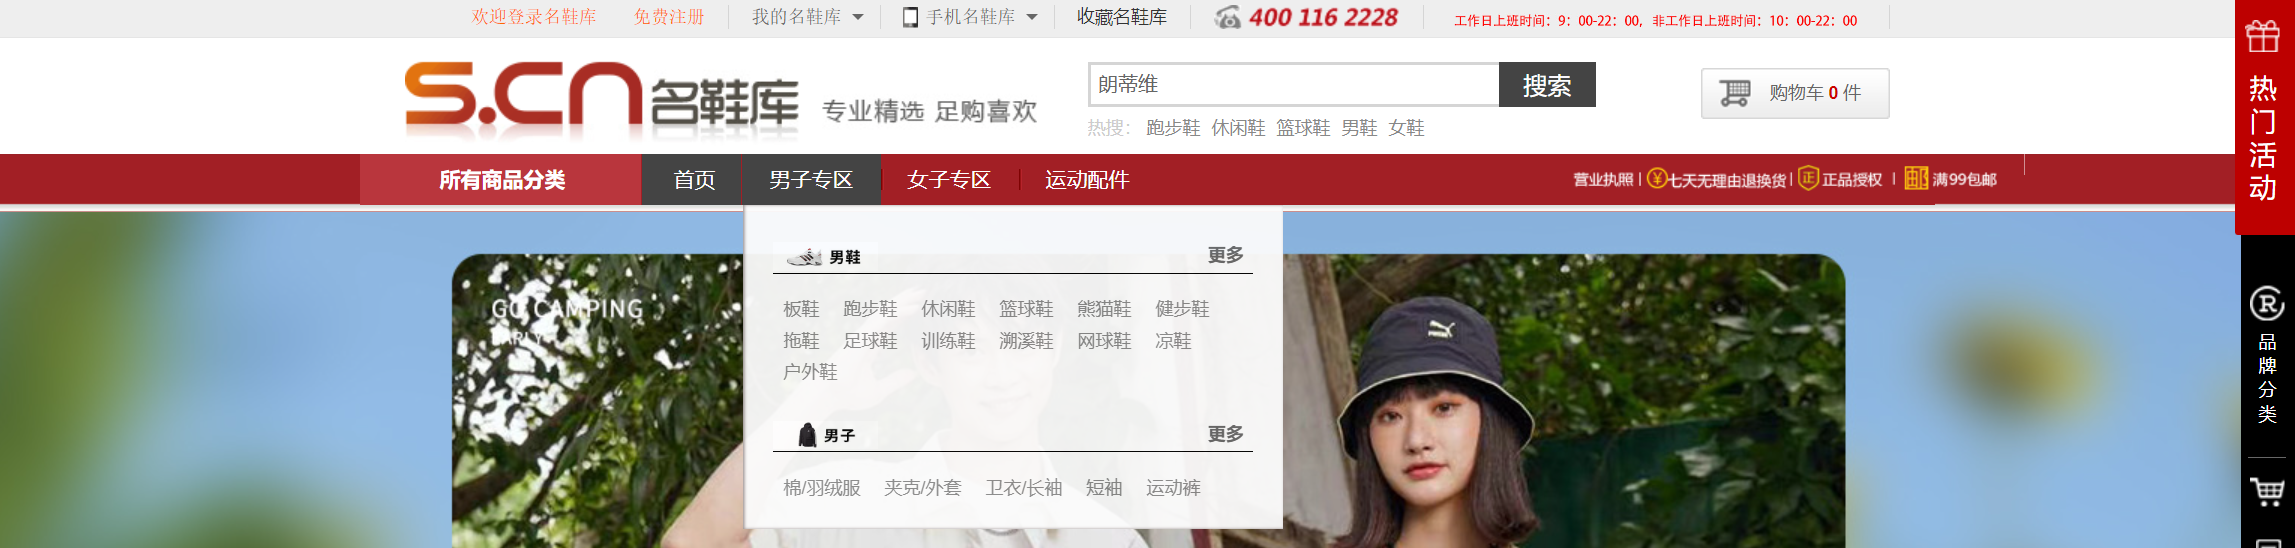 欢迎登录名鞋库 免费注册 我的名鞋库 手机名鞋库 收藏名鞋库 400 116 2228 工作日上班时间：9：00-22：00，非工作日上班时间：10：00-22：00
s.cn 名鞋库 专业精选 足购喜欢
朗蒂维 搜索
购物车 0 件
热搜： 跑步鞋 休闲鞋 篮球鞋 男鞋 女鞋
所有商品分类 首页 男子专区 女子专区 运动配件
营业执照 | ¥七天无理由退换货 | 正 正品授权 | 邮 满99包邮
男鞋 更多
板鞋 跑步鞋 休闲鞋 篮球鞋 熊猫鞋 健步鞋
拖鞋 足球鞋 训练鞋 溯溪鞋 网球鞋 凉鞋
户外鞋
男子 更多
棉/羽绒服 夹克/外套 卫衣/长袖 短袖 运动裤
GO CAMPING
热门活动
R
品牌分类